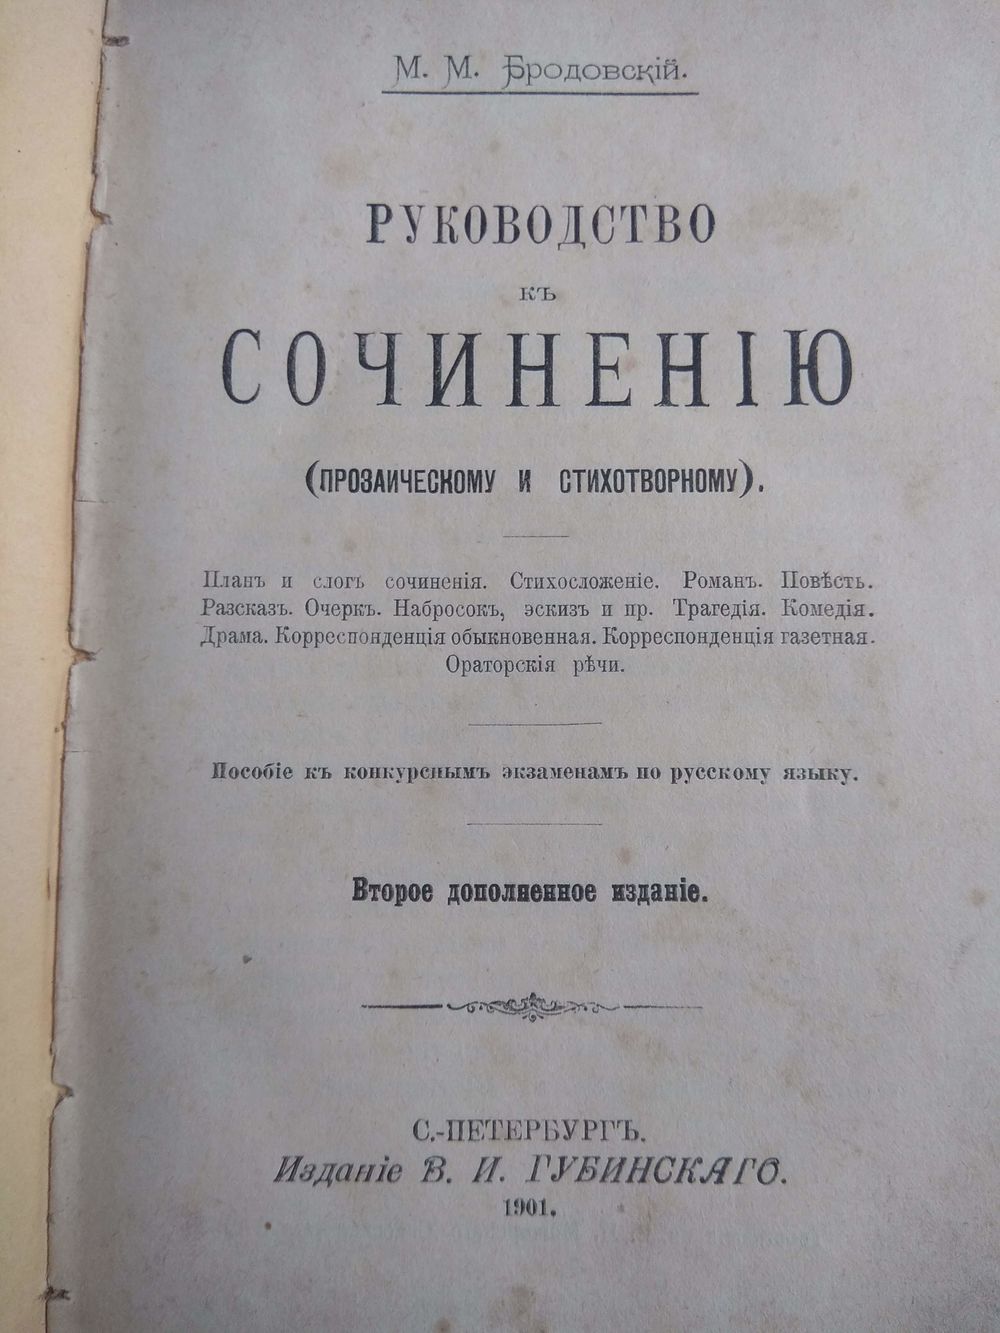 М. М. Бродовскій.
РУКОВОДСТВО
КЪ
СОЧИНЕНІЮ
(ПРОЗАИЧЕСКОМУ И СТИХОТВОРНОМУ).
Планъ и слогъ сочиненія. Стихосложеніе. Романъ. Повѣсть.
Разсказъ. Очеркъ. Набросокъ, эскизъ и пр. Трагедія. Комедія.
Драма. Корреспонденція обыкновенная. Корреспонденція газетная.
Ораторскія рѣчи.
Пособіе къ конкурснымъ экзаменамъ по русскому языку.
Второе дополненное изданіе.
С.-ПЕТЕРБУРГЪ.
Изданіе В. И. ГУБИНСКАГО.
1901.